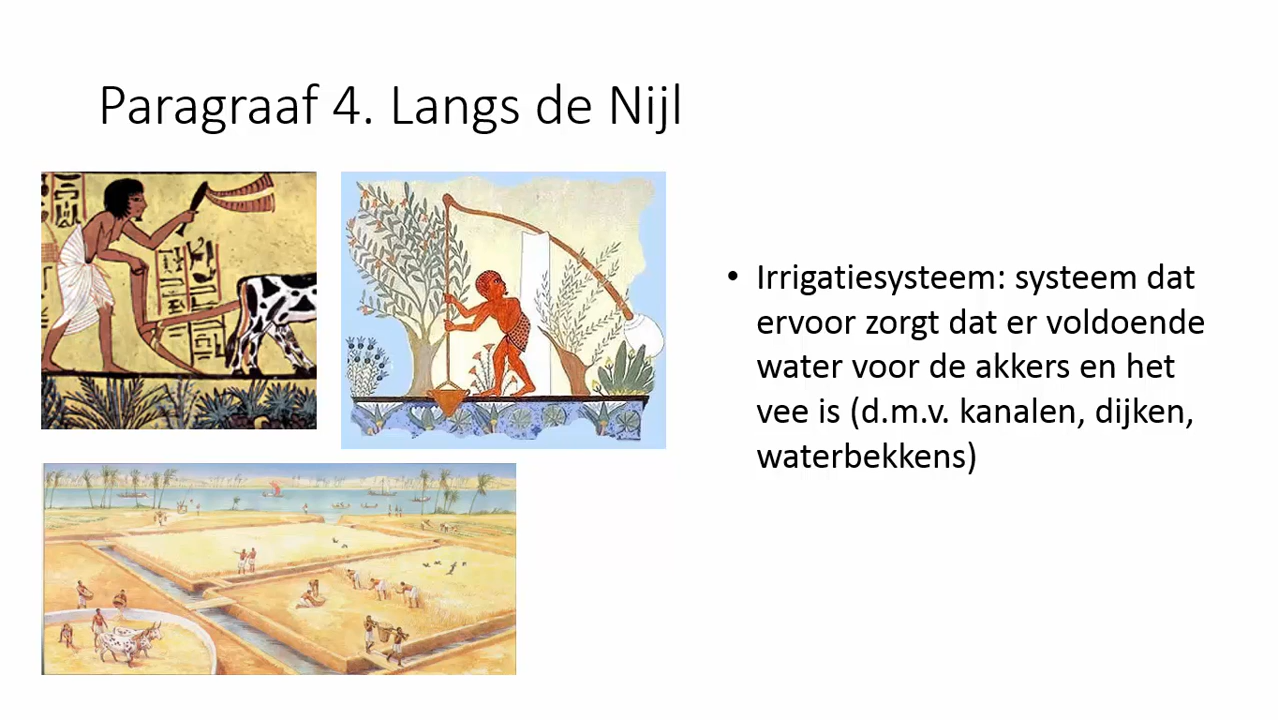 Paragraaf 4. Langs de Nijl
• Irrigatiesysteem: systeem dat
ervoor zorgt dat er voldoende
water voor de akkers en het
vee is (d.m.v. kanalen, dijken,
waterbekkens)